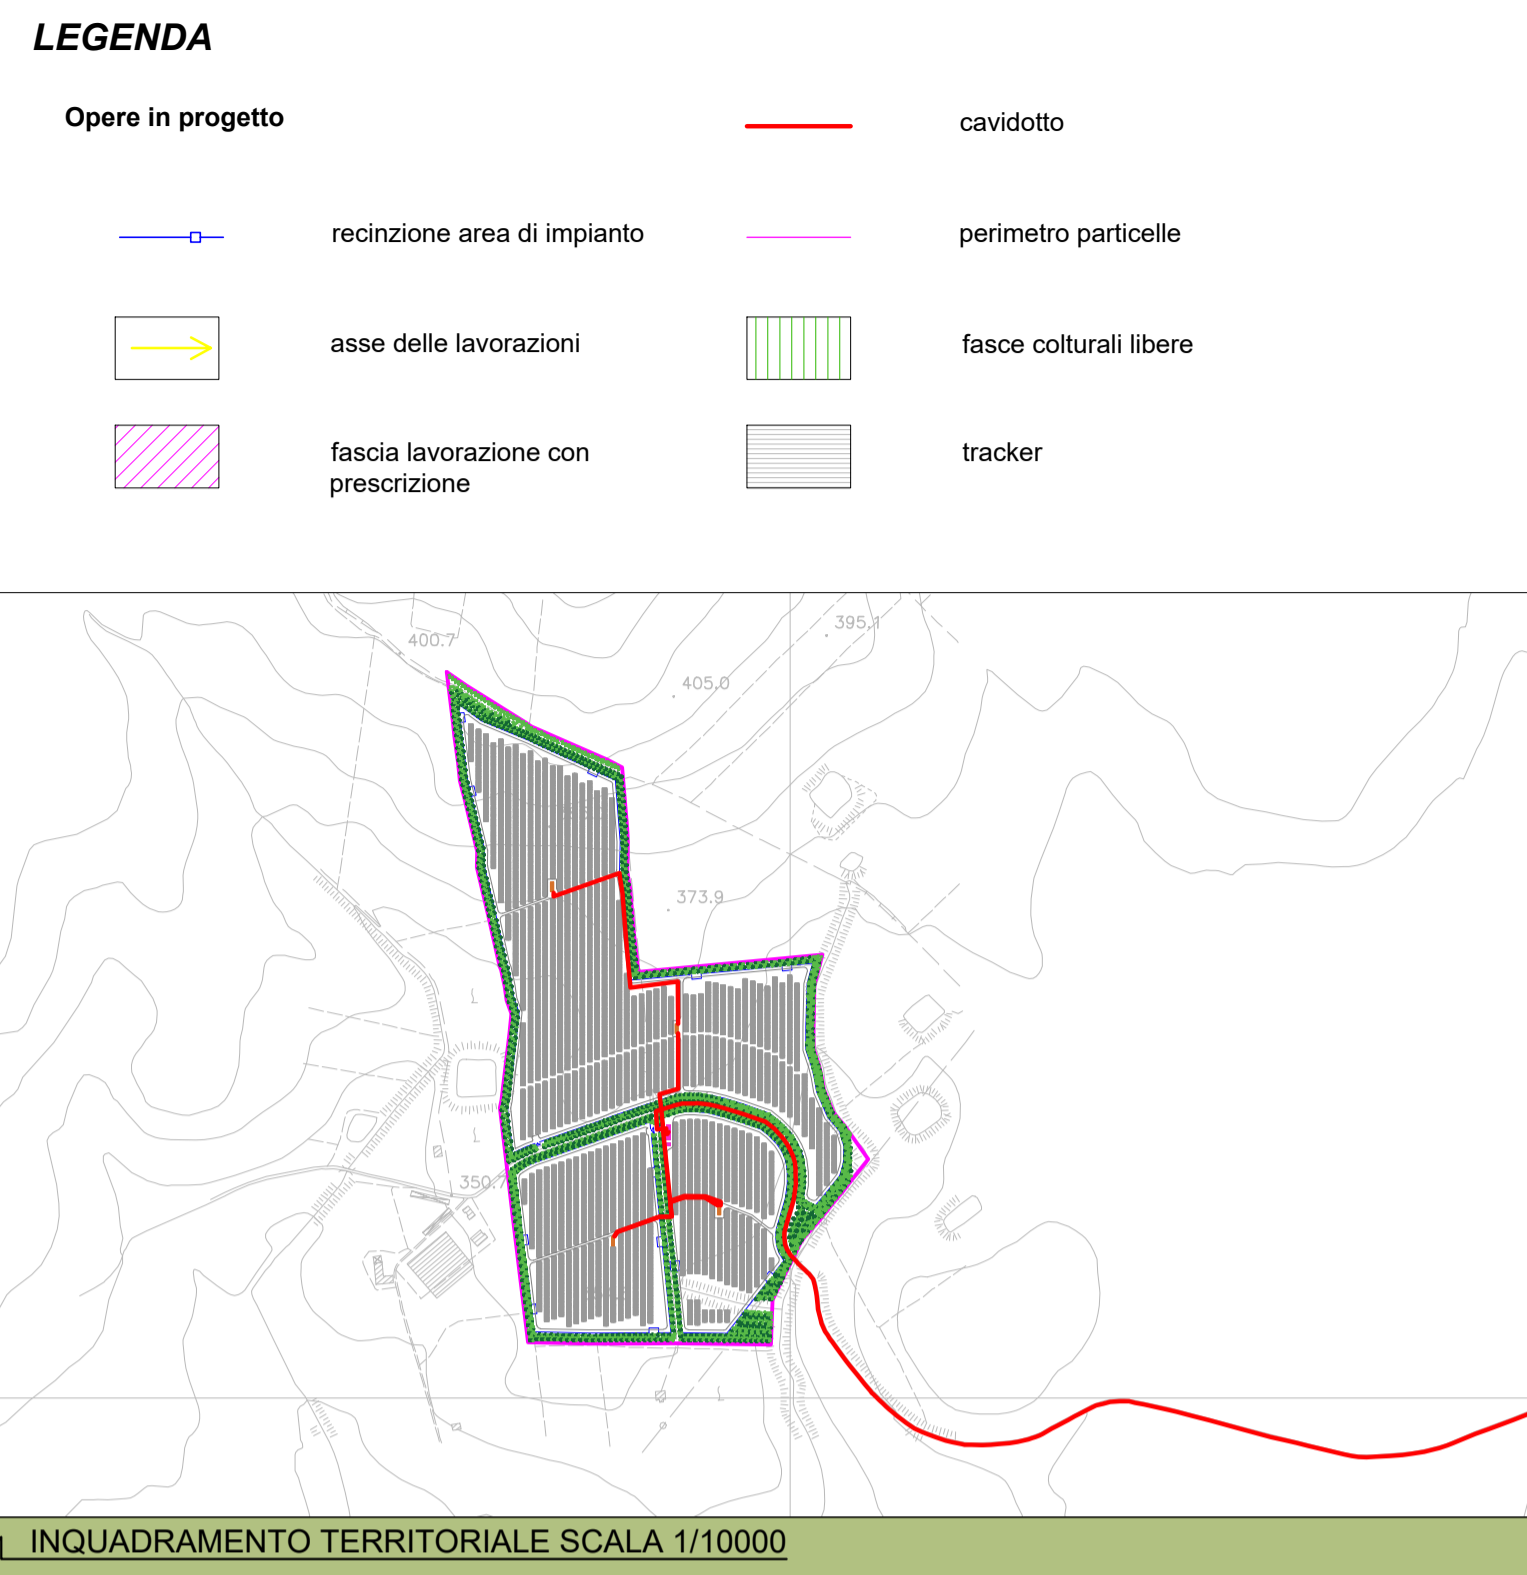 LEGENDA
Opere in progetto
cavidotto
recinzione area di impianto
perimetro particelle
asse delle lavorazioni
fasce colturali libere
fascia lavorazione con
prescrizione
tracker
395.1
400.7
405.0
373.9
350.7
INQUADRAMENTO TERRITORIALE SCALA 1/10000